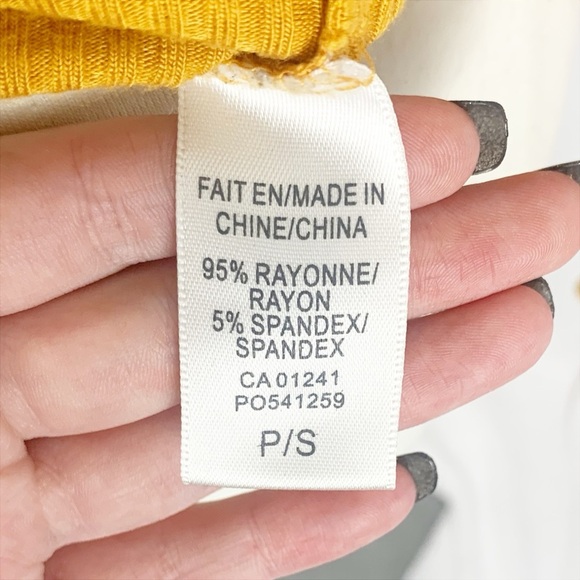 FAIT EN/MADE IN
CHINE/CHINA
95% RAYONNE/
RAYON
5% SPANDEX/
SPANDEX
CA 01241
PO541259
P/S